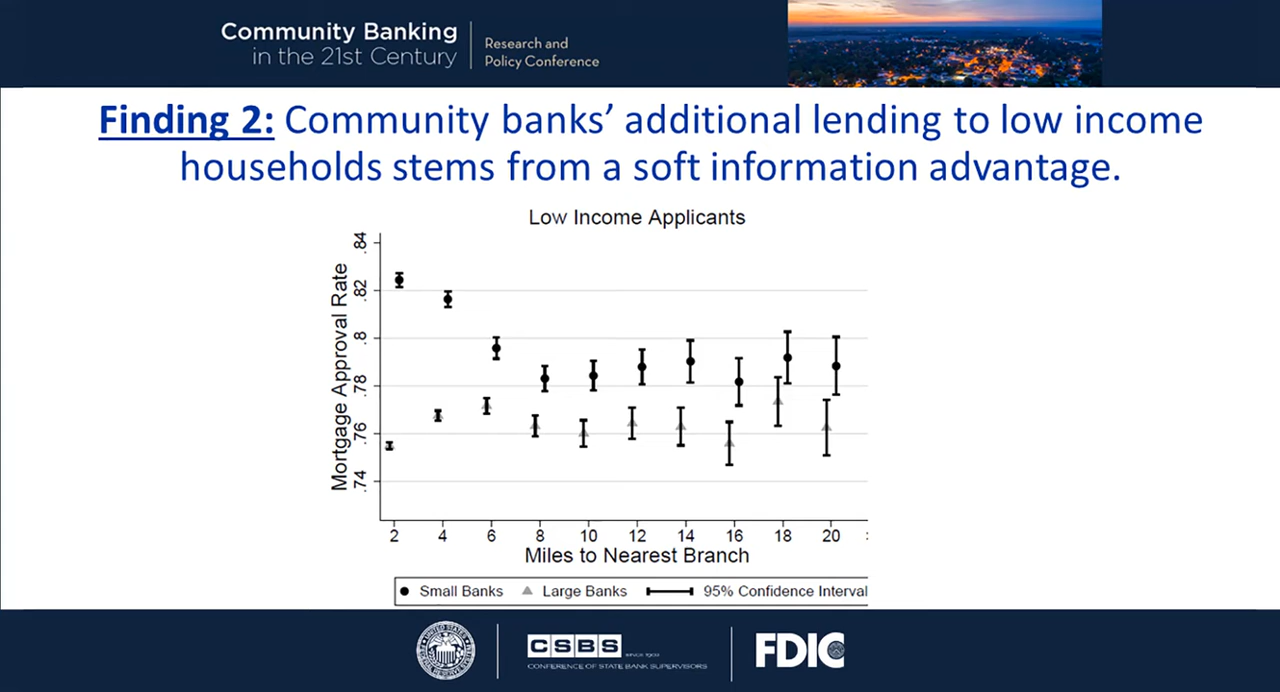 Community Banking
in the 21st Century
Research and
Policy Conference
Finding 2: Community banks’ additional lending to low income
households stems from a soft information advantage.
Low Income Applicants
Mortgage Approval Rate
.84
.82
.8
.78
.76
.74
2 4 6 8 10 12 14 16 18 20
Miles to Nearest Branch
Small Banks Large Banks 95% Confidence Interval
CSBS
CONFERENCE OF STATE BANK SUPERVISORS
FDIC